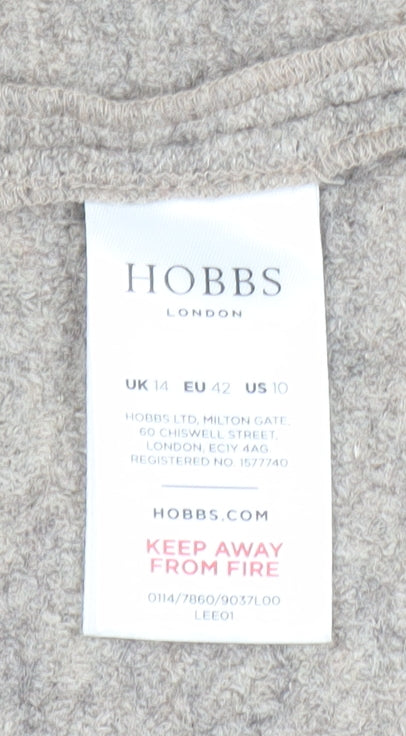 HOBBS
LONDON
UK 14 EU 42 US 10
HOBBS LTD, MILTON GATE,
60 CHISWELL STREET,
LONDON, EC1Y 4AG
REGISTERED NO. 1577740
HOBBS.COM
KEEP AWAY
FROM FIRE
0114/7860/9037L00
LEE01